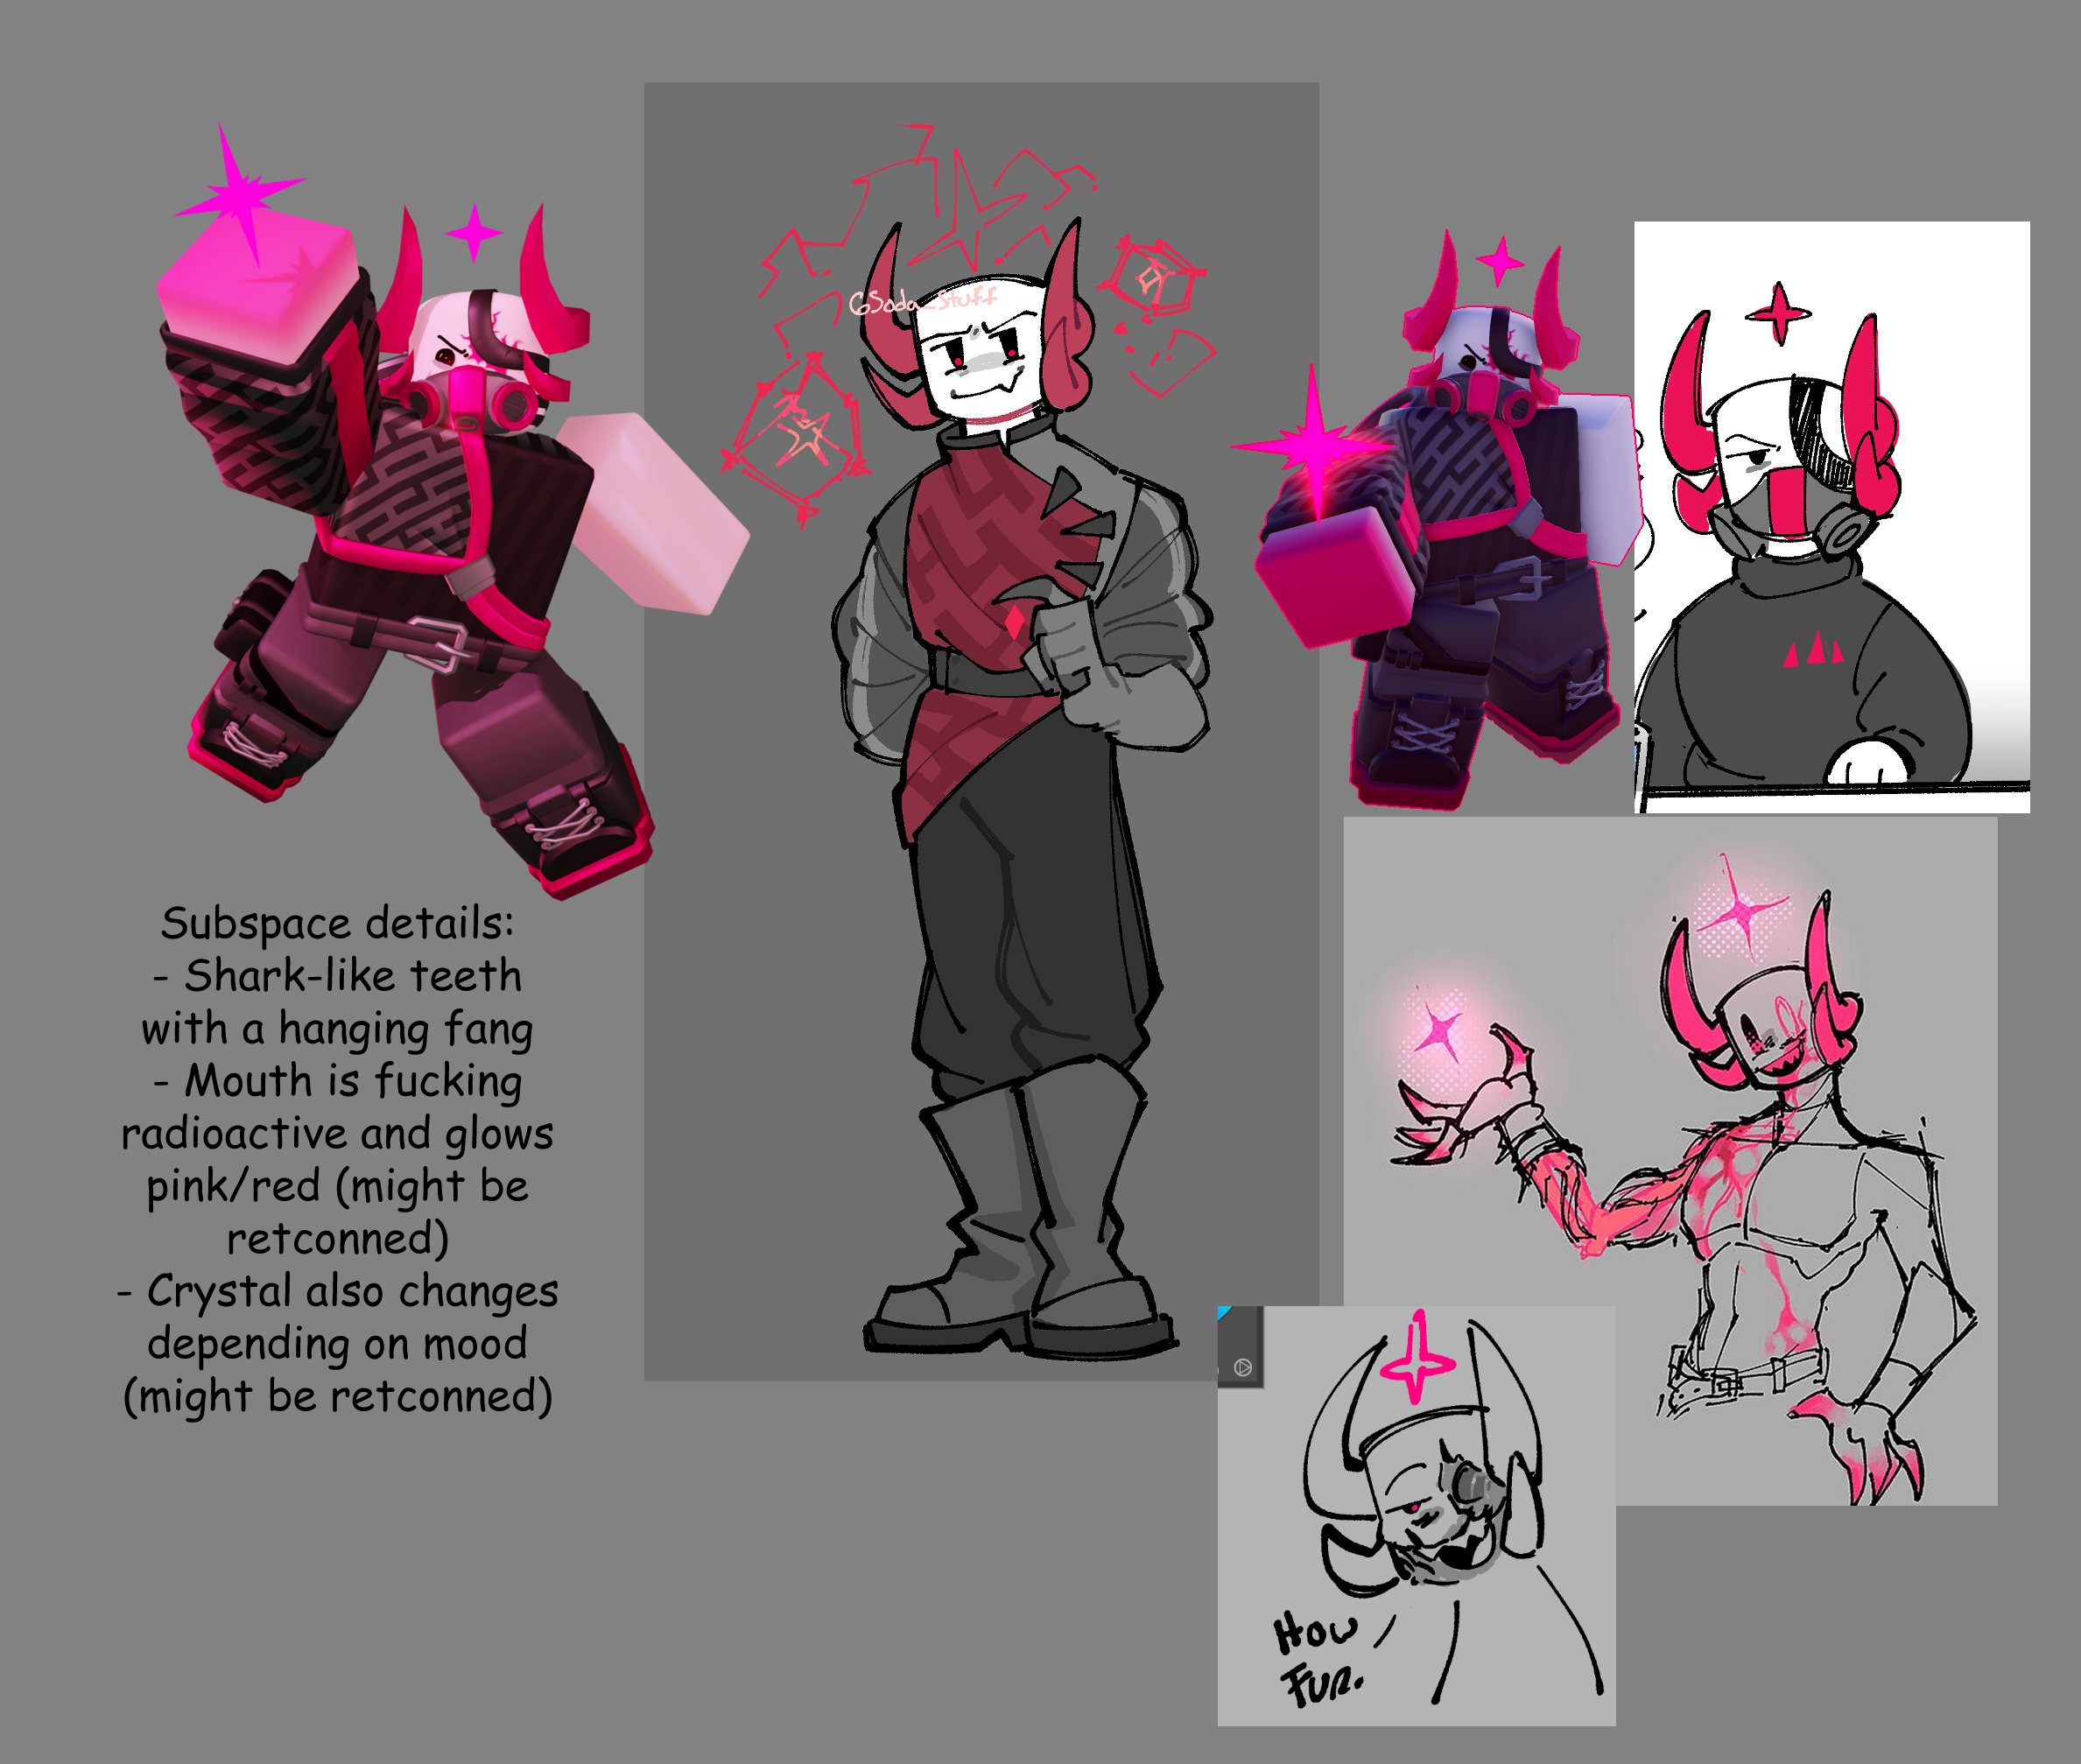 6Soda_Stuff
Subspace details:
- Shark-like teeth
with a hanging fang
- Mouth is fucking
radioactive and glows
pink/red (might be
retconned)
- Crystal also changes
depending on mood
(might be retconned)
How
Fun.